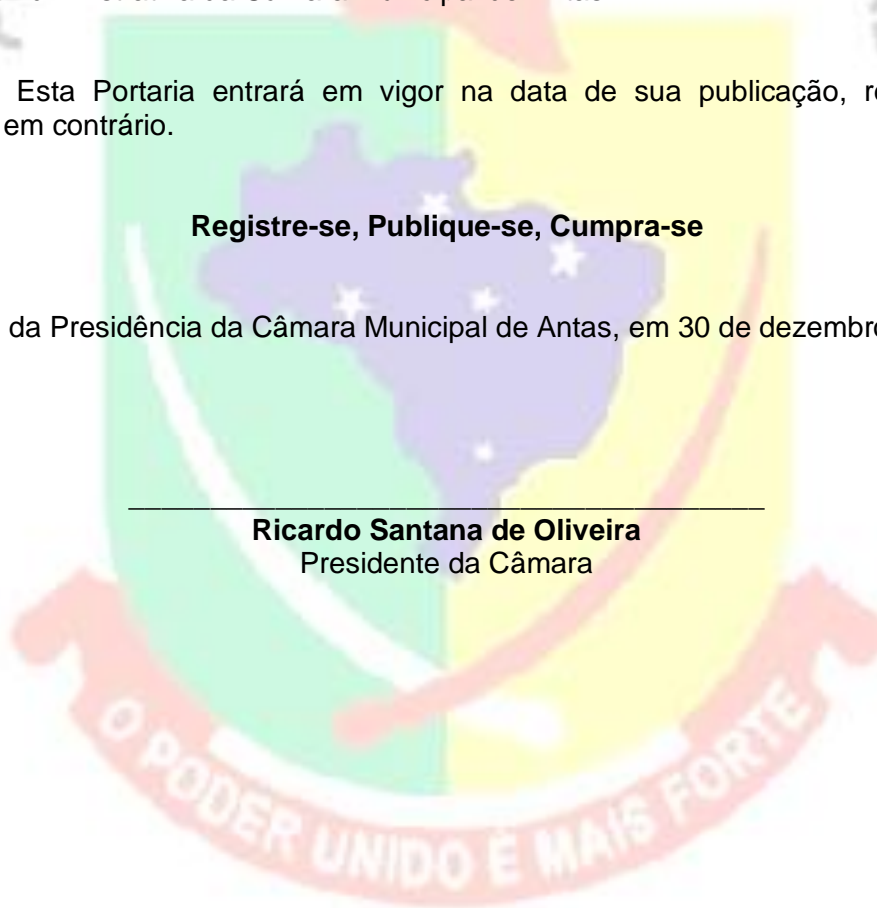 Esta Portaria entrará em vigor na data de sua publicação, re
em contrário.
Registre-se, Publique-se, Cumpra-se
da Presidência da Câmara Municipal de Antas, em 30 de dezembro
Ricardo Santana de Oliveira
Presidente da Câmara
O PODER UNIDO É MAIS FORTE